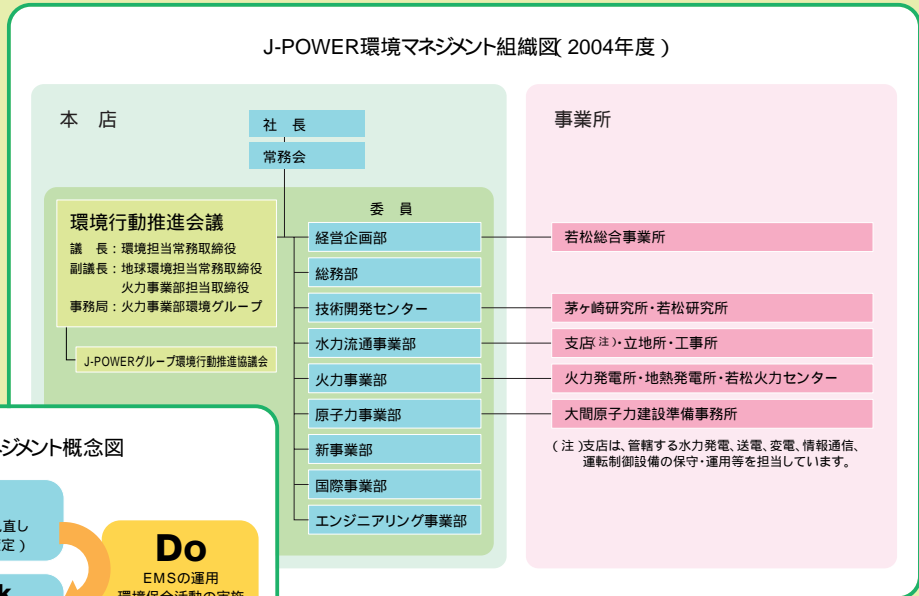 J-POWER環境マネジメント組織図(2004年度)
本 店
社 長
常務会
環境行動推進会議
議 長:環境担当常務取締役
副議長:地球環境担当常務取締役
火力事業部担当取締役
事務局:火力事業部環境グループ
J-POWERグループ環境行動推進協議会
委 員
経営企画部
総務部
技術開発センター
水力流通事業部
火力事業部
原子力事業部
新事業部
国際事業部
エンジニアリング事業部
事業所
若松総合事業所
茅ヶ崎研究所・若松研究所
支店(注)・立地所・工事所
火力発電所・地熱発電所・若松火力センター
大間原子力建設準備事務所
(注)支店は、管轄する水力発電、送電、変電、情報通信、
運転制御設備の保守・運用等を担当しています。
ネジメント概念図
直し
定)
Do
EMSの運用
環境保全活動の実施
k